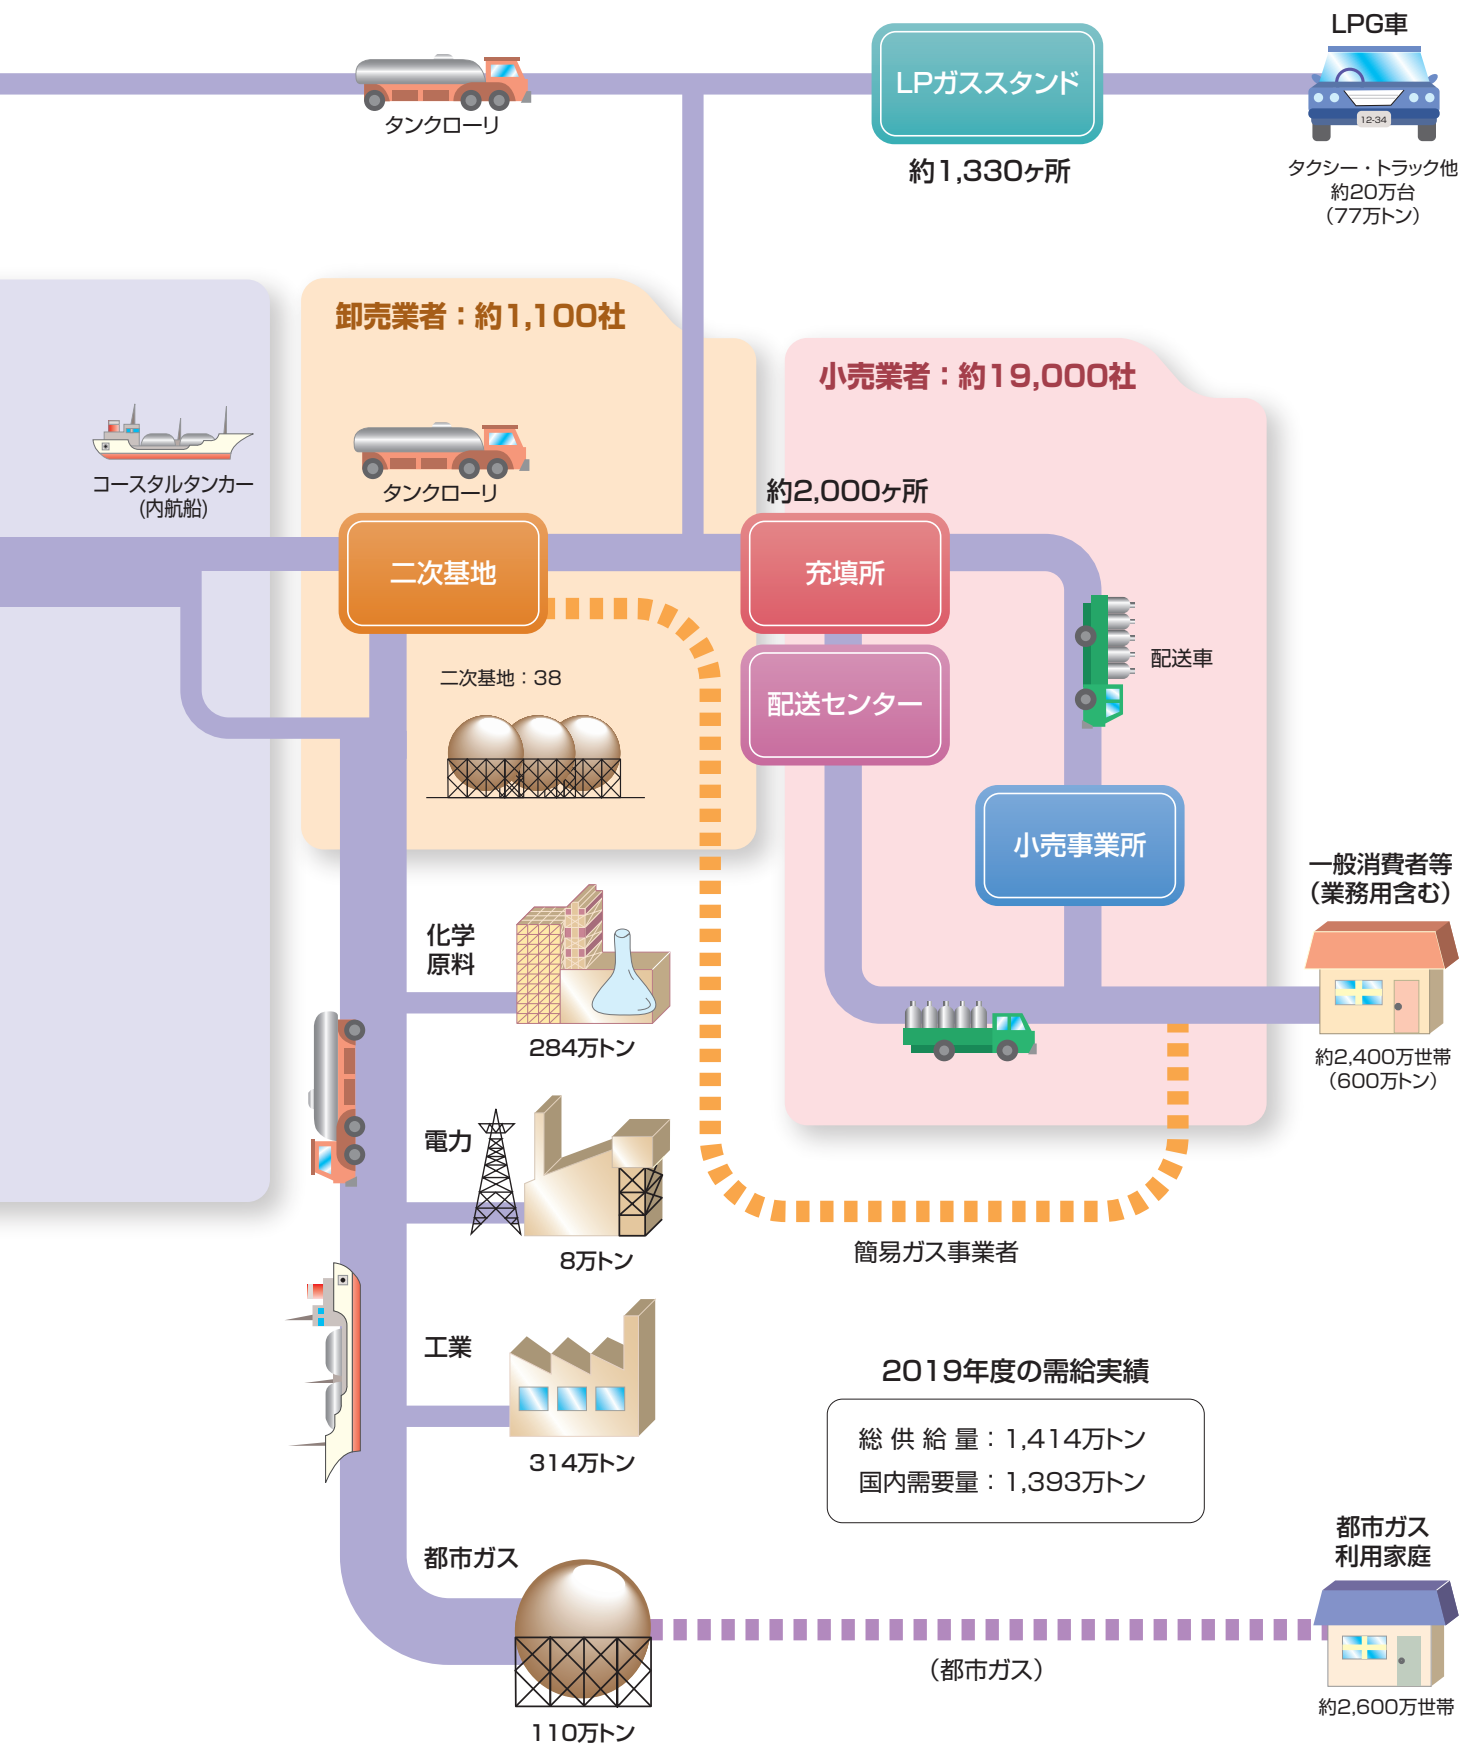 LPG車
タンクローリ
LPガススタンド
12-34
約1,330ヶ所
タクシー・トラック他
約20万台
（77万トン）
卸売業者：約1,100社
小売業者：約19,000社
コースタルタンカー
(内航船)
タンクローリ
約2,000ヶ所
二次基地
充填所
配送車
二次基地：38
配送センター
小売事業所
一般消費者等
（業務用含む）
化学
原料
284万トン
約2,400万世帯
（600万トン）
電力
8万トン
簡易ガス事業者
工業
314万トン
2019年度の需給実績
総 供 給 量：1,414万トン
国内需要量：1,393万トン
都市ガス
都市ガス
利用家庭
（都市ガス）
110万トン
約2,600万世帯